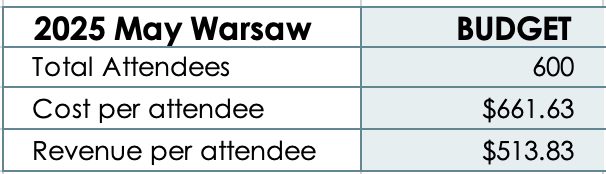 2025 May Warsaw BUDGET
Total Attendees 600
Cost per attendee $661.63
Revenue per attendee $513.83